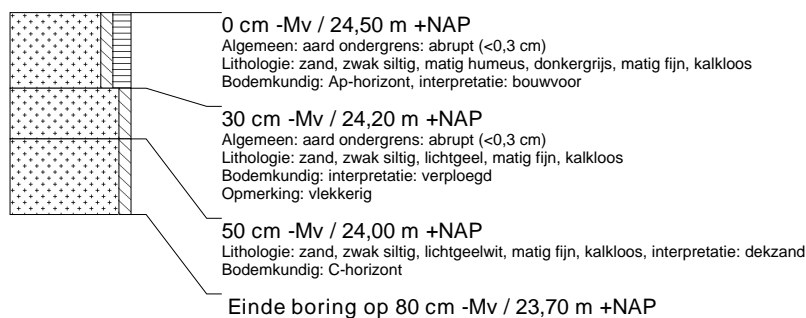 0 cm -Mv / 24,50 m +NAP
Algemeen: aard ondergrens: abrupt (<0,3 cm)
Lithologie: zand, zwak siltig, matig humeus, donkergrijs, matig fijn, kalkloos
Bodemkundig: Ap-horizont, interpretatie: bouwvoor
30 cm -Mv / 24,20 m +NAP
Algemeen: aard ondergrens: abrupt (<0,3 cm)
Lithologie: zand, zwak siltig, lichtgeel, matig fijn, kalkloos
Bodemkundig: interpretatie: verploegd
Opmerking: vlekkerig
50 cm -Mv / 24,00 m +NAP
Lithologie: zand, zwak siltig, lichtgeelwit, matig fijn, kalkloos, interpretatie: dekzand
Bodemkundig: C-horizont
Einde boring op 80 cm -Mv / 23,70 m +NAP